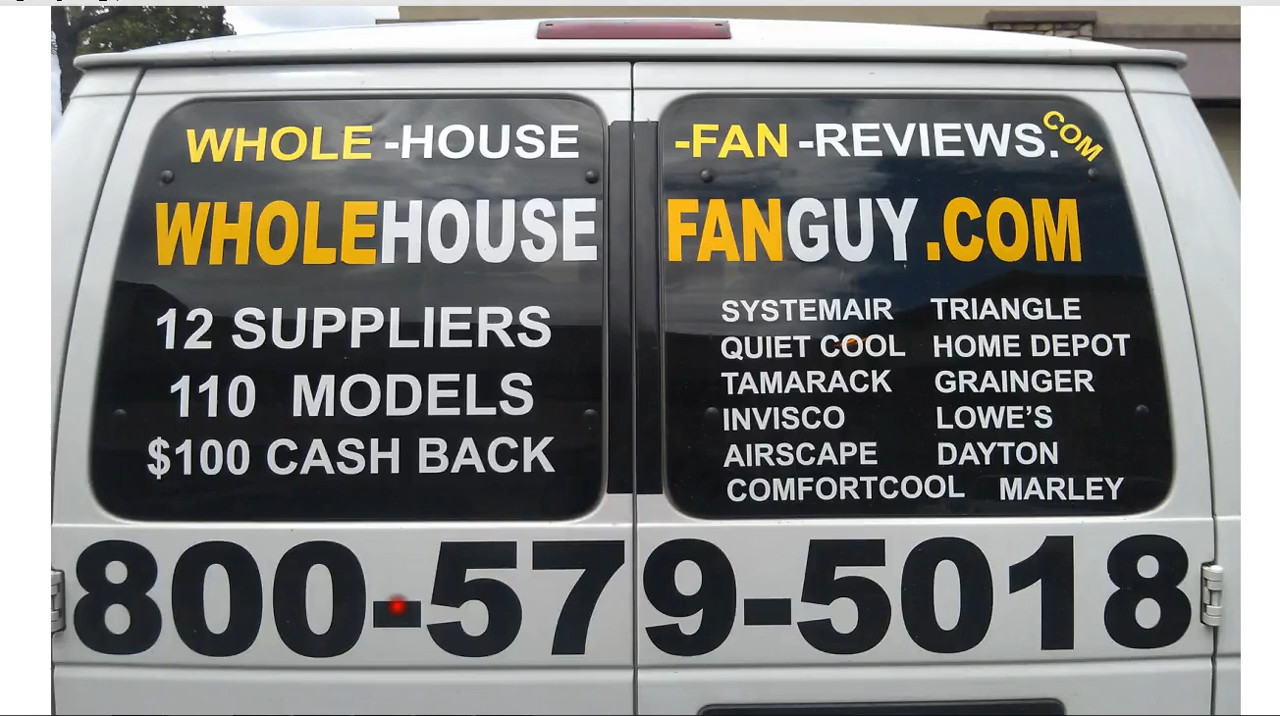 WHOLE-HOUSE-FAN-REVIEWS.COM
WHOLEHOUSE FANGUY.COM
12 SUPPLIERS
110 MODELS
$100 CASH BACK
SYSTEMAIR TRIANGLE
QUIET COOL HOME DEPOT
TAMARACK GRAINGER
INVISCO LOWE'S
AIRSCAPE DAYTON
COMFORTCOOL MARLEY
800-579-5018